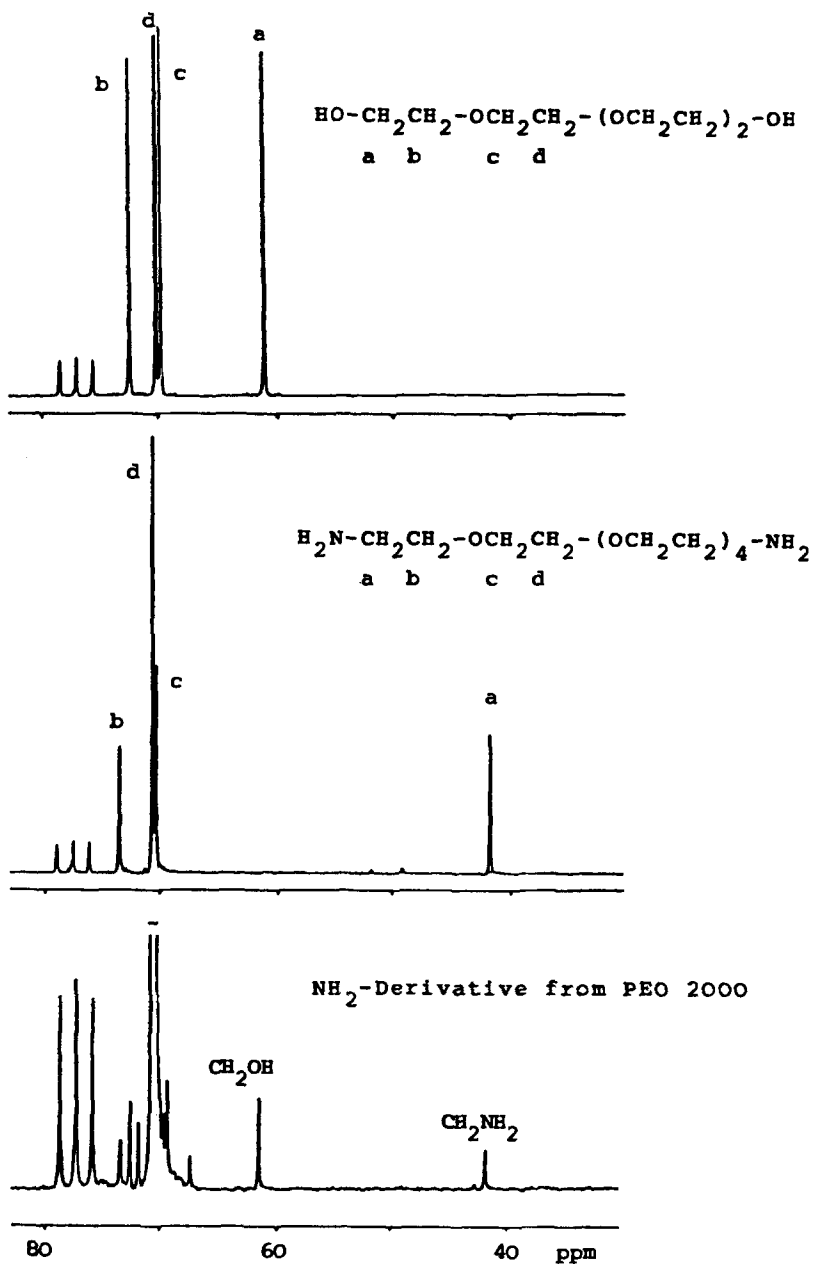 d
a
b
c
HO-CH2CH2-OCH2CH2-(OCH2CH2)2-OH
a b c d
d
H2N-CH2CH2-OCH2CH2-(OCH2CH2)4-NH2
a b c d
c
a
b
NH2-Derivative from PEO 2000
CH2OH
CH2NH2
80 60 40 ppm